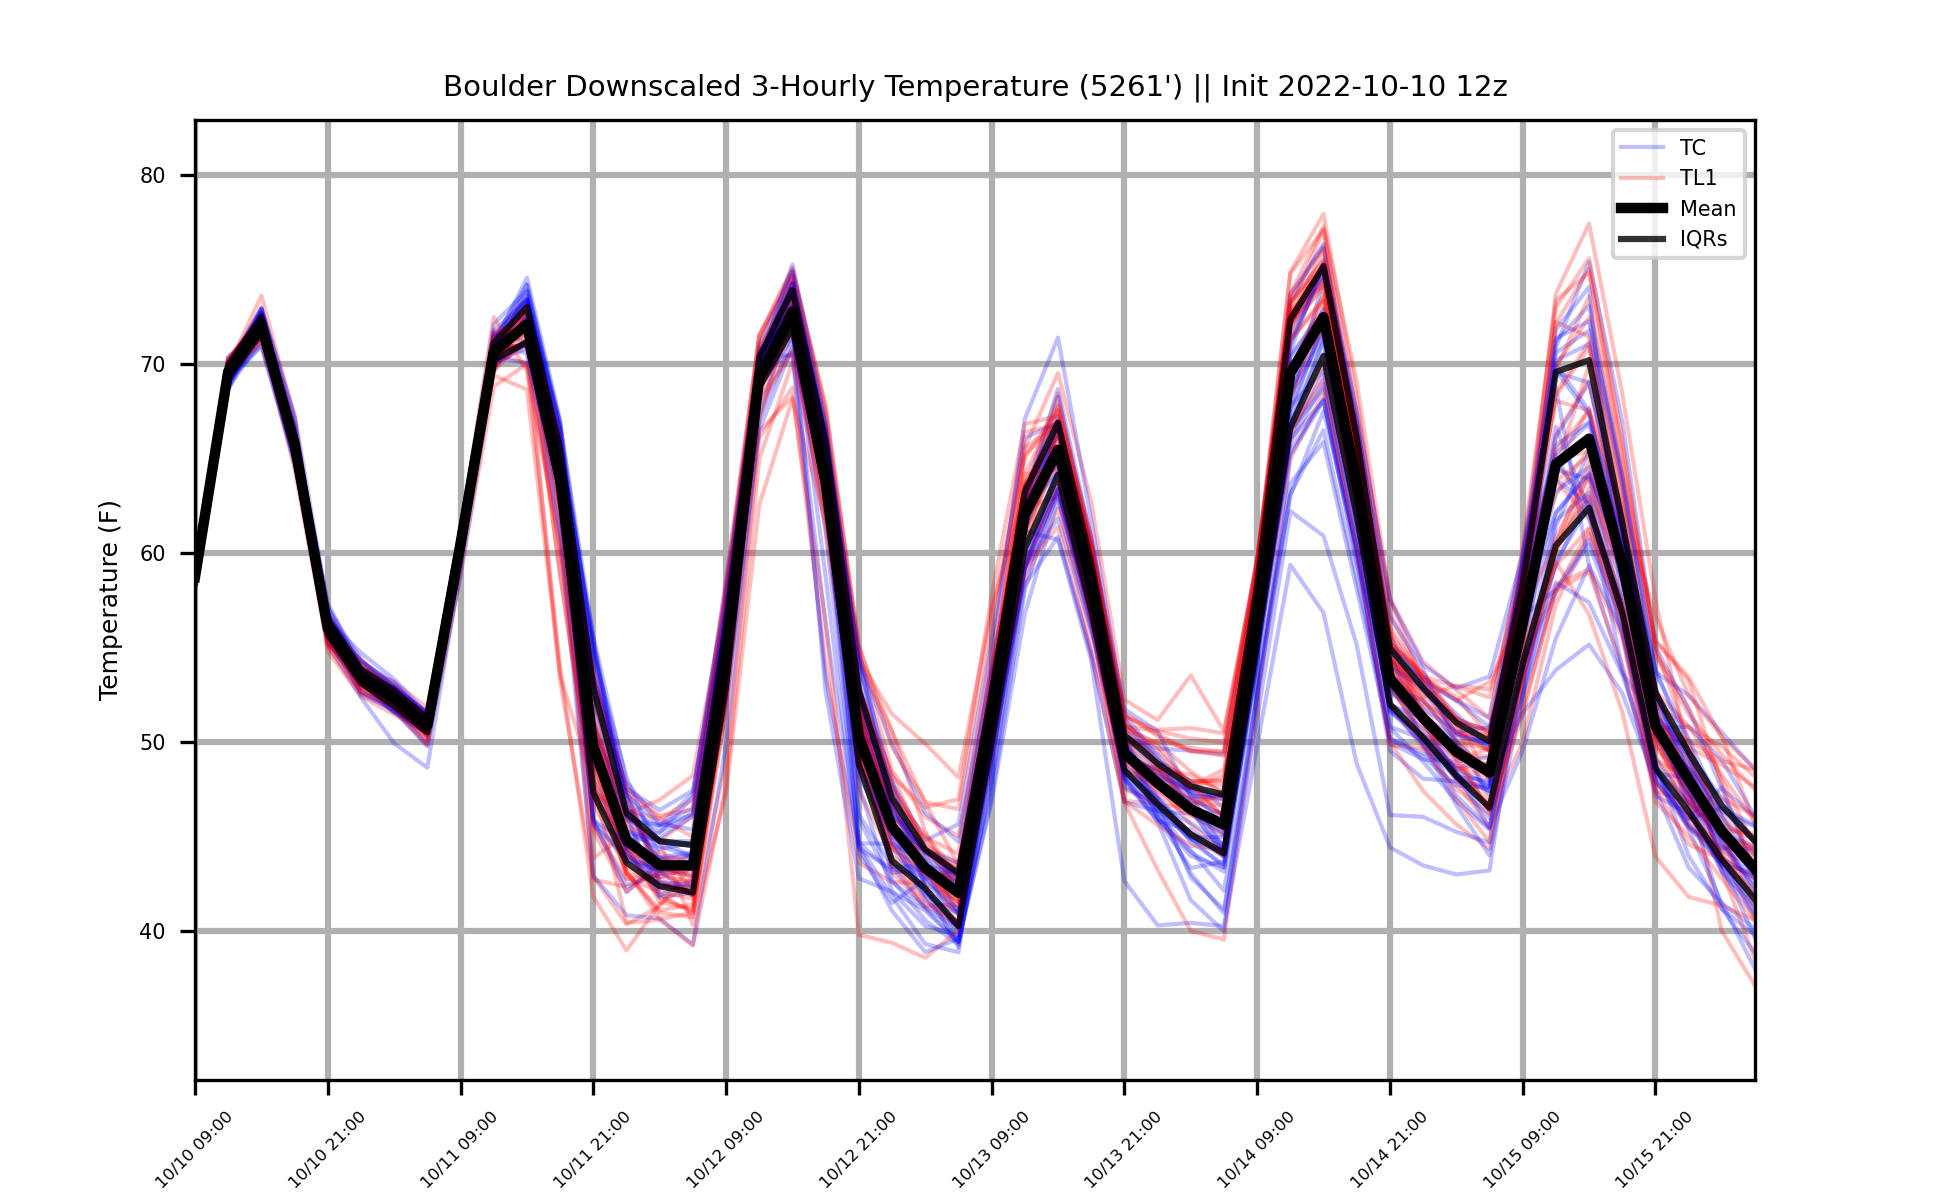 Boulder Downscaled 3-Hourly Temperature (5261') || Init 2022-10-10 12z
TC
TL1
Mean
IQRs
Temperature (F)
80
70
60
50
40
10/10 09:00
10/10 21:00
10/11 09:00
10/11 21:00
10/12 09:00
10/12 21:00
10/13 09:00
10/13 21:00
10/14 09:00
10/14 21:00
10/15 09:00
10/15 21:00